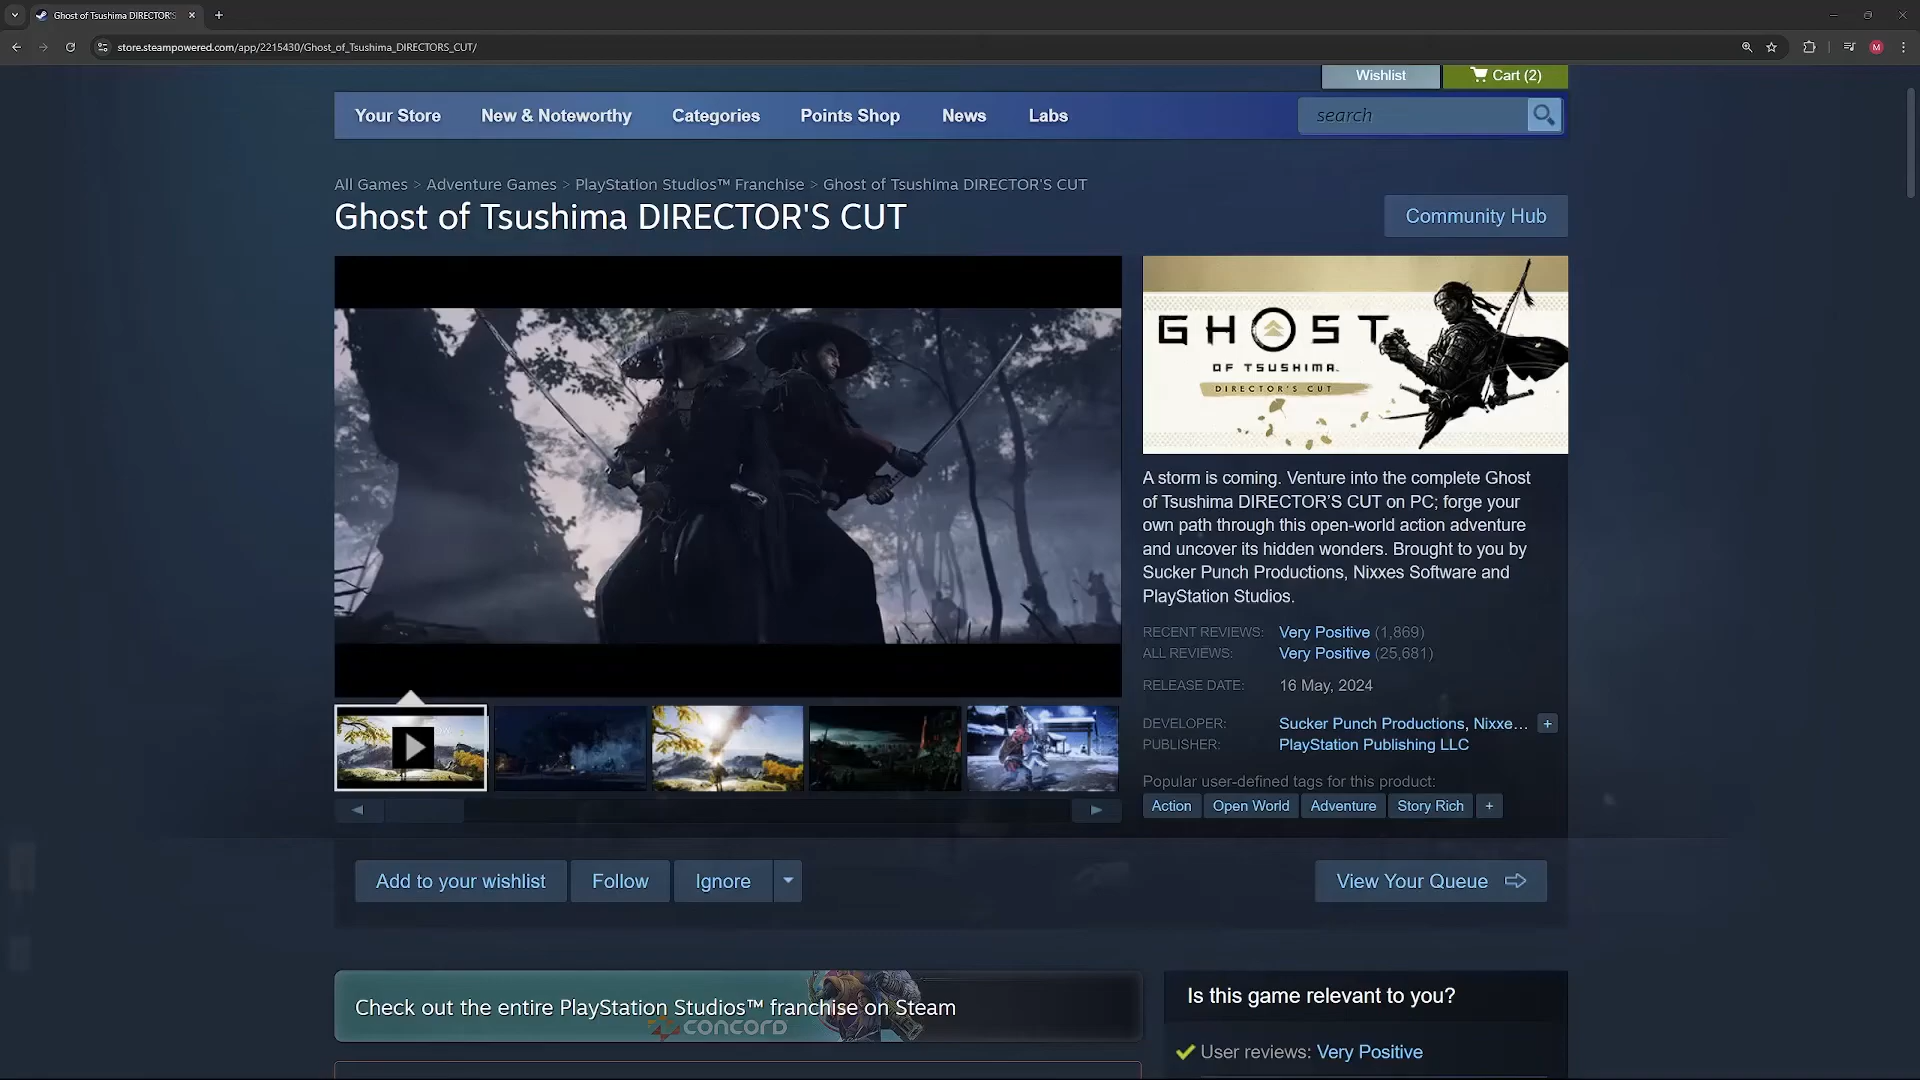 Ghost of Tsushima DIRECTOR'S
store.steampowered.com/app/2215430/Ghost_of_Tsushima_DIRECTORS_CUT/
M
Wishlist
Cart (2)
Your Store
New & Noteworthy
Categories
Points Shop
News
Labs
search
All Games > Adventure Games > PlayStation Studios™ Franchise > Ghost of Tsushima DIRECTOR'S CUT
Ghost of Tsushima DIRECTOR'S CUT
Community Hub
GHOST
OF TSUSHIMA.
DIRECTOR'S CUT
A storm is coming. Venture into the complete Ghost
of Tsushima DIRECTOR’S CUT on PC; forge your
own path through this open-world action adventure
and uncover its hidden wonders. Brought to you by
Sucker Punch Productions, Nixxes Software and
PlayStation Studios.
RECENT REVIEWS: Very Positive (1,869)
ALL REVIEWS: Very Positive (25,681)
RELEASE DATE: 16 May, 2024
DEVELOPER: Sucker Punch Productions, Nixxe... +
PUBLISHER: PlayStation Publishing LLC
Popular user-defined tags for this product:
Action
Open World
Adventure
Story Rich
+
Add to your wishlist
Follow
Ignore
View Your Queue
Check out the entire PlayStation Studios™ franchise on Steam
CONCORD
Is this game relevant to you?
User reviews: Very Positive